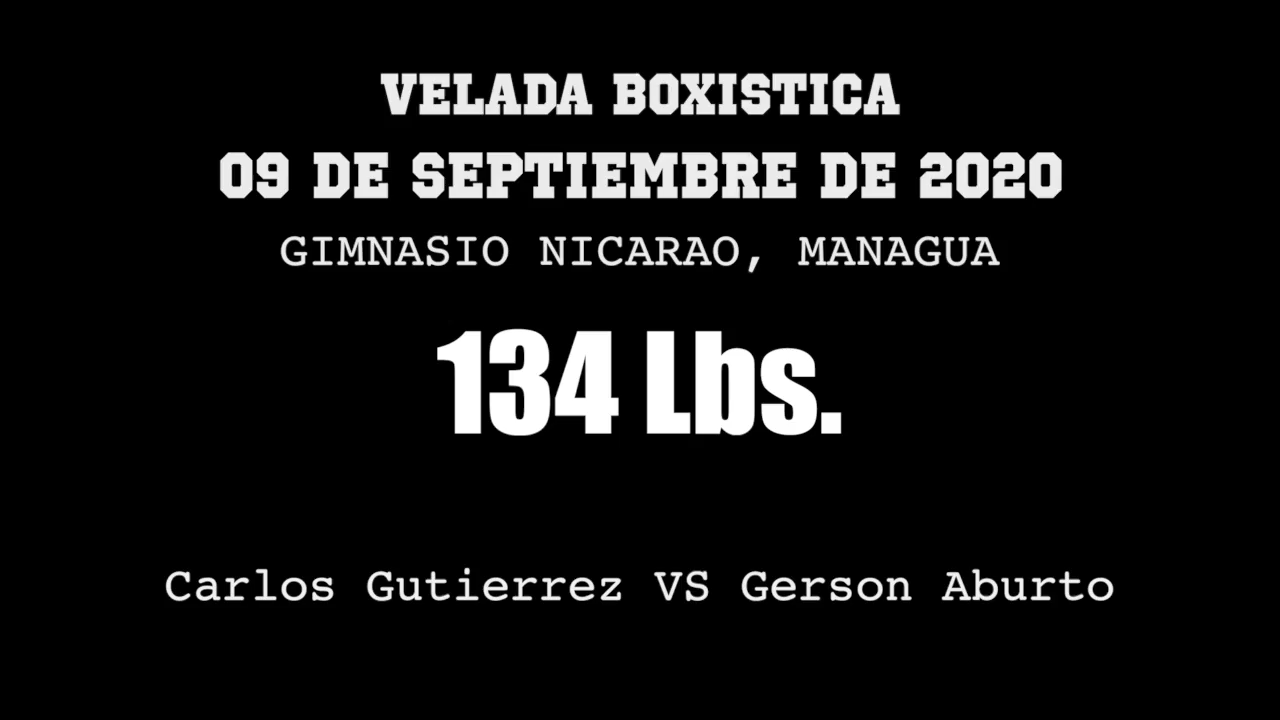 VELADA BOXISTICA
09 DE SEPTIEMBRE DE 2020
GIMNASIO NICARAO, MANAGUA
134 Lbs.
Carlos Gutierrez VS Gerson Aburto